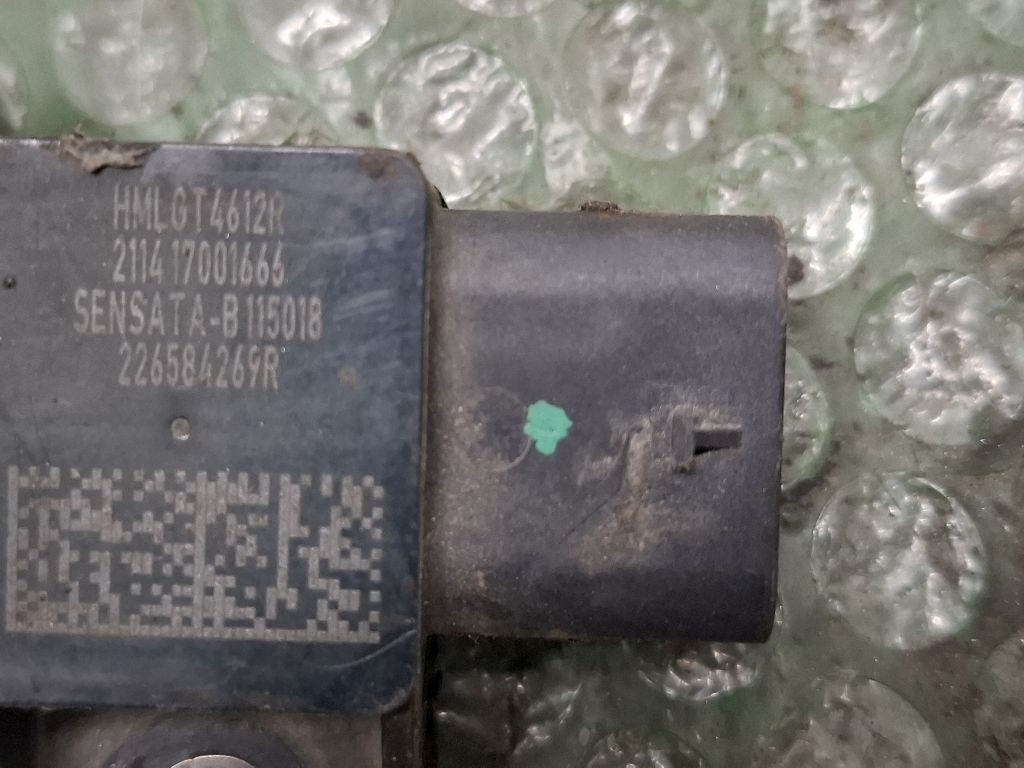 HMLGT4612R
2114 17001666
SENSATA-B 115018
226584269R